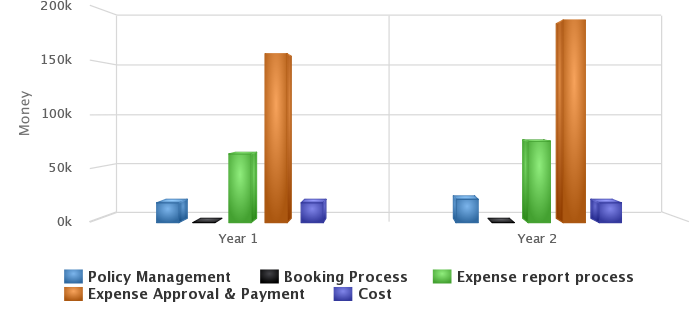 200k
150k
100k
50k
0k
Money
Year 1 Year 2
Policy Management Booking Process Expense report process
Expense Approval & Payment Cost